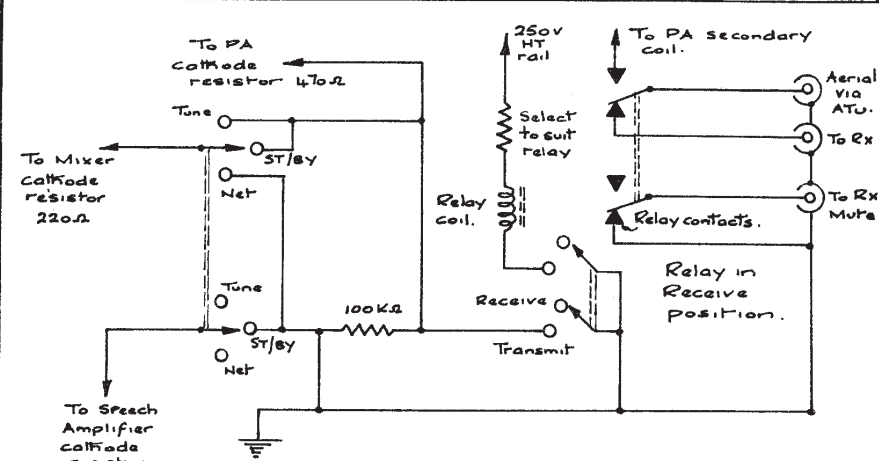 To PA
cathode
resistor 470Ω
250V
HT
rail
To PA secondary
coil.
Aerial
via
ATU.
Tune
ST/BY
Select
to suit
relay
To Rx
To Mixer
cathode
resistor
220Ω
Net
Relay
coil.
To Rx
Mute
Relay contacts.
Tune
100KΩ
Receive
Relay in
Receive
position.
ST/BY
Transmit
Net
To Speech
Amplifier
cathode